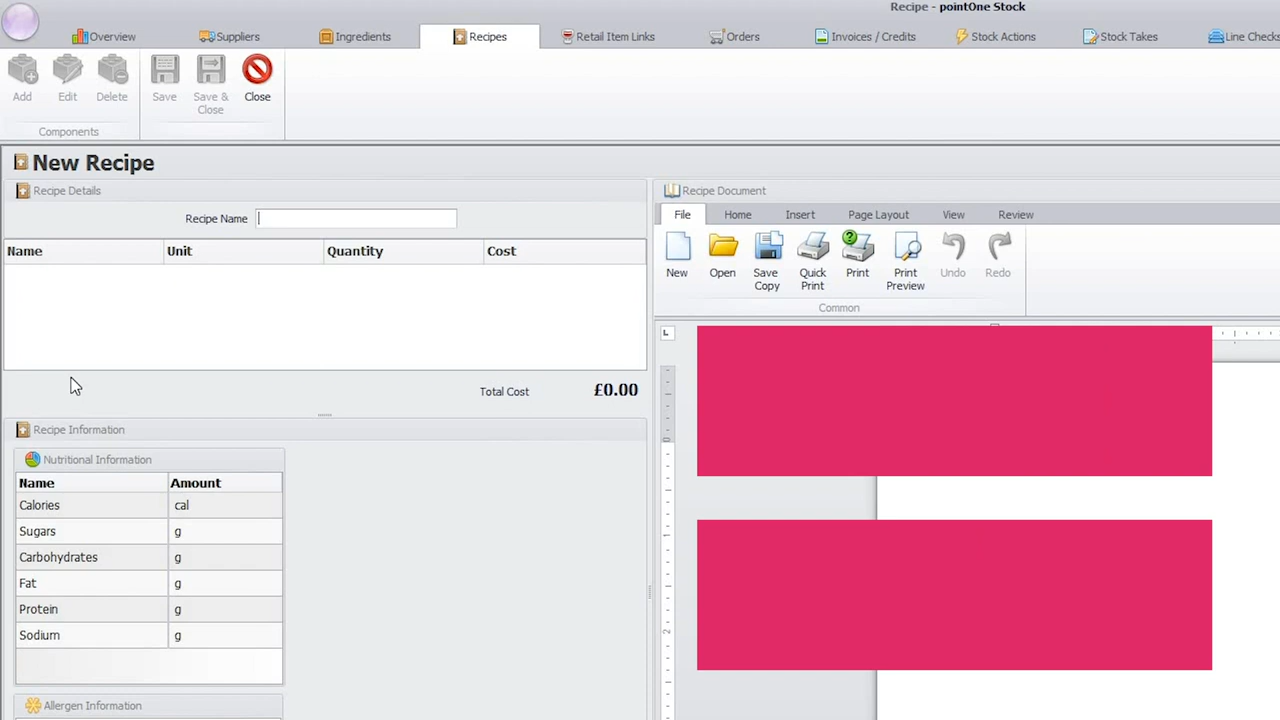 Recipe - pointOne Stock
Overview Suppliers Ingredients Recipes Retail Item Links Orders Invoices / Credits Stock Actions Stock Takes Line Checks
Add Edit Delete Save Save & Close Close
Components
New Recipe
Recipe Details
Recipe Name
Name Unit Quantity Cost
Total Cost £0.00
Recipe Information
Nutritional Information
Name Amount
Calories cal
Sugars g
Carbohydrates g
Fat g
Protein g
Sodium g
Allergen Information
Recipe Document
File Home Insert Page Layout View Review
New Open Save Copy Quick Print Print Print Preview Undo Redo
Common
L
1
2